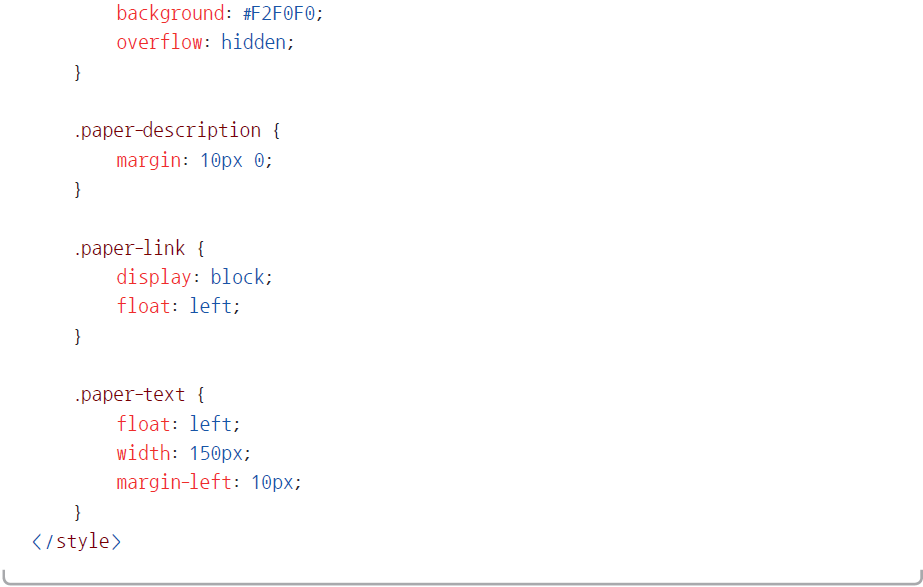 background: #F2F0F0;
overflow: hidden;
}
.paper-description {
margin: 10px 0;
}
.paper-link {
display: block;
float: left;
}
.paper-text {
float: left;
width: 150px;
margin-left: 10px;
}
</style>